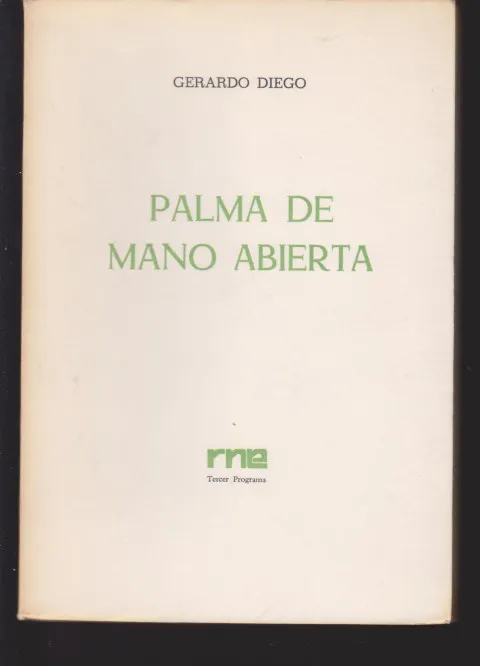 GERARDO DIEGO
PALMA DE
MANO ABIERTA
rne
Tercer Programa